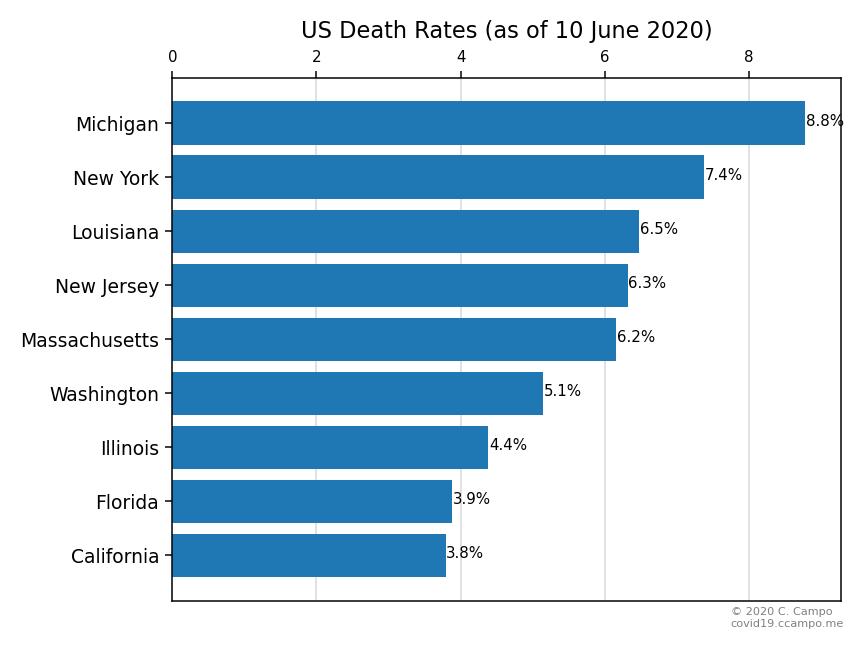 US Death Rates (as of 10 June 2020)
0 2 4 6 8
Michigan 8.8%
New York 7.4%
Louisiana 6.5%
New Jersey 6.3%
Massachusetts 6.2%
Washington 5.1%
Illinois 4.4%
Florida 3.9%
California 3.8%
© 2020 C. Campo
covid19.ccampo.me